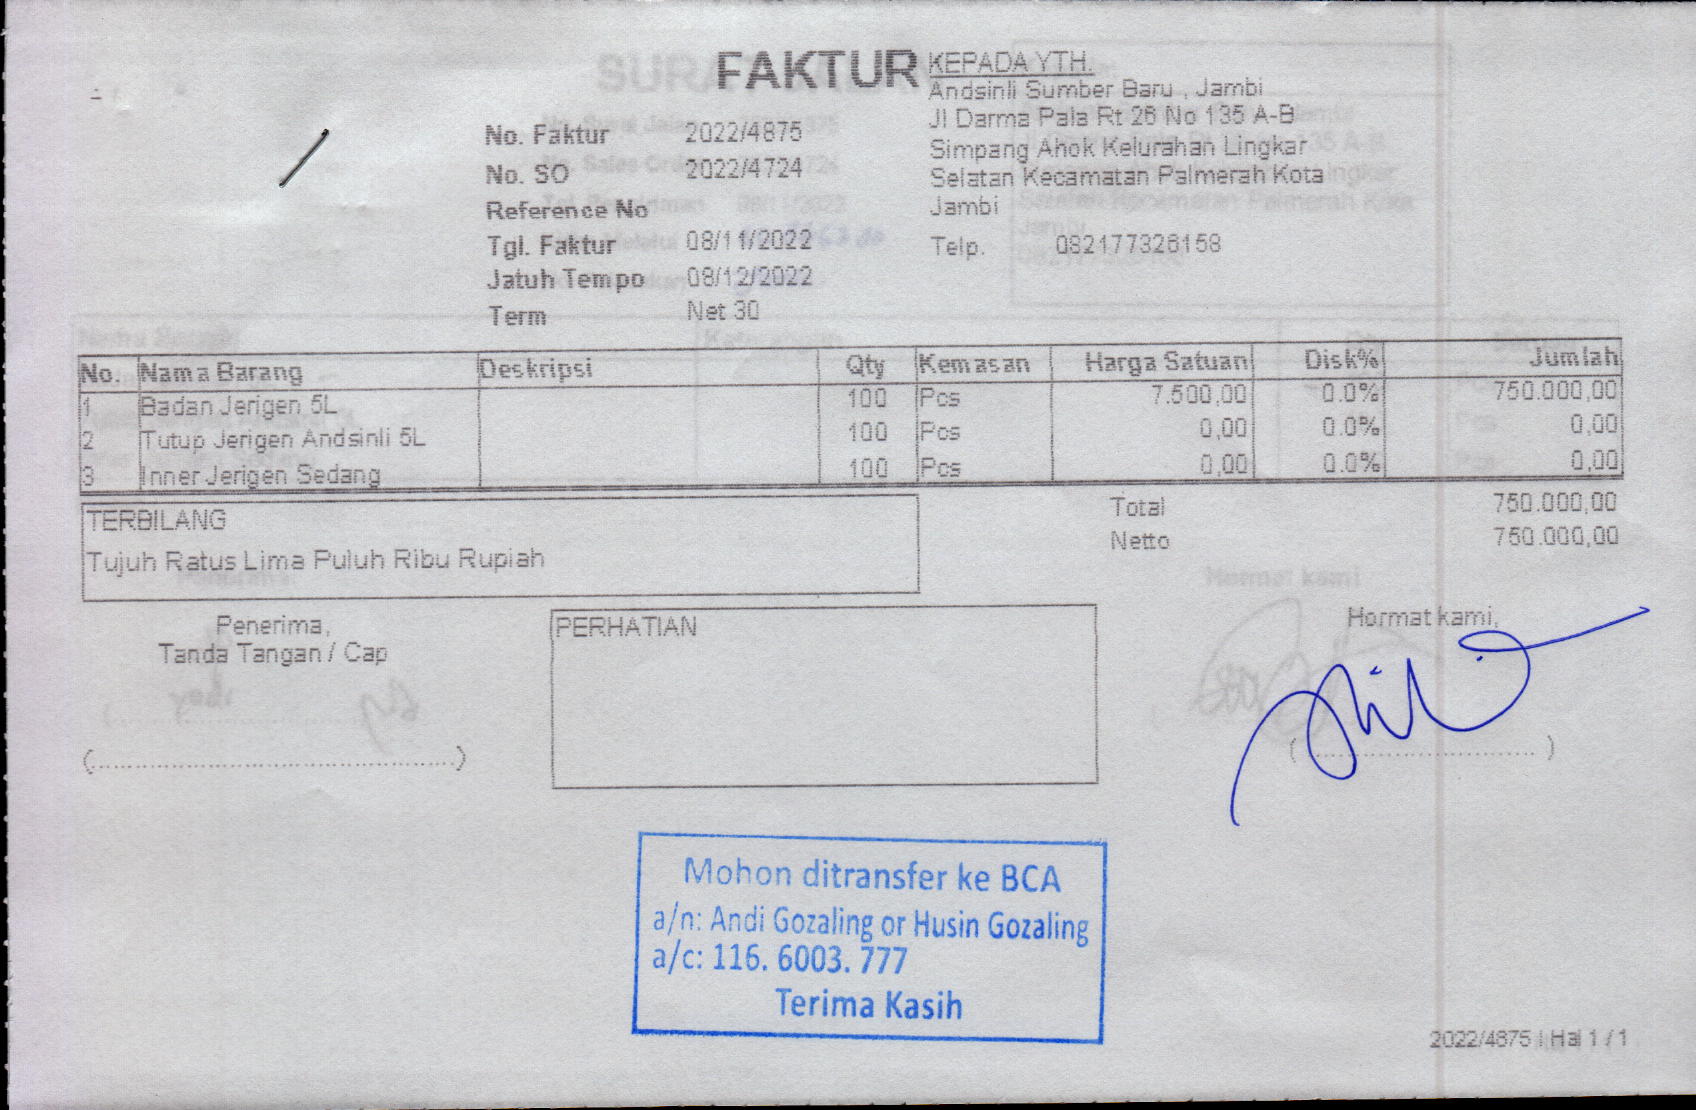 FAKTUR
KEPADA YTH.
Andsinli Sumber Baru , Jambi
Jl Darma Pala Rt 26 No 135 A-B
Simpang Ahok Kelurahan Lingkar
Selatan Kecamatan Palmerah Kota
Jambi
Telp. 082177326158
No. Faktur 2022/4875
No. SO 2022/4724
Reference No
Tgl. Faktur 08/11/2022
Jatuh Tempo 08/12/2022
Term Net 30
No. Nama Barang Deskripsi Qty Kemasan Harga Satuan Disk% Jumlah
1 Badan Jerigen 5L 100 Pcs 7.500,00 0.0% 750.000,00
2 Tutup Jerigen Andsinli 5L 100 Pcs 0,00 0.0% 0,00
3 Inner Jerigen Sedang 100 Pcs 0,00 0.0% 0,00
Total 750.000,00
Netto 750.000,00
TERBILANG
Tujuh Ratus Lima Puluh Ribu Rupiah
Penerima,
Tanda Tangan / Cap
(............................................)
PERHATIAN
Hormat kami,
(............................)
Mohon ditransfer ke BCA
a/n: Andi Gozaling or Husin Gozaling
a/c: 116. 6003. 777
Terima Kasih
2022/4875 | Hal 1 / 1